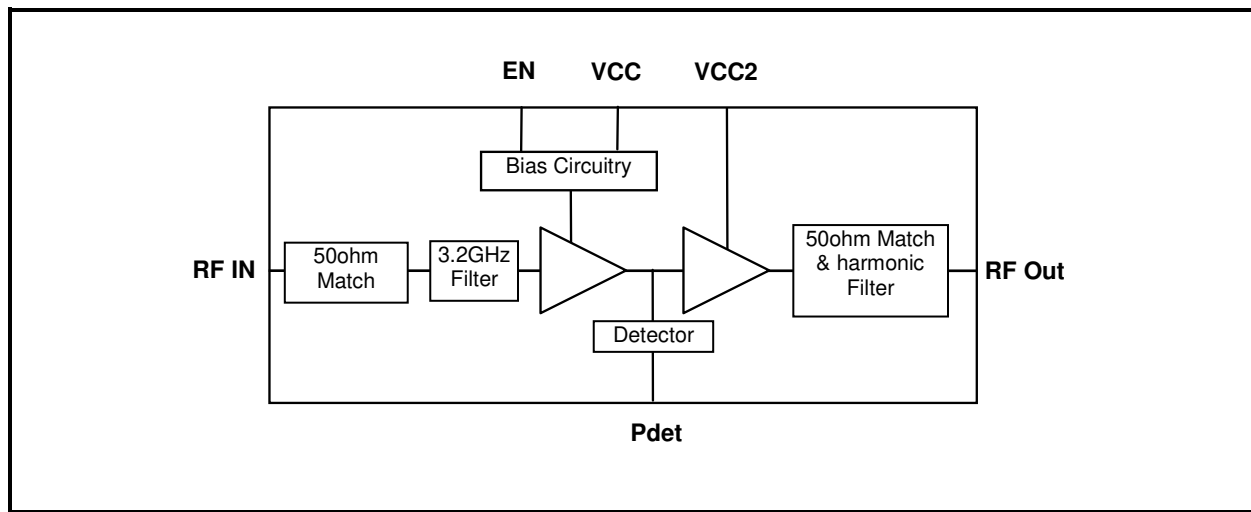 EN
VCC
VCC2
Bias Circuitry
RF IN
50ohm
Match
3.2GHz
Filter
50ohm Match
& harmonic
Filter
RF Out
Detector
Pdet